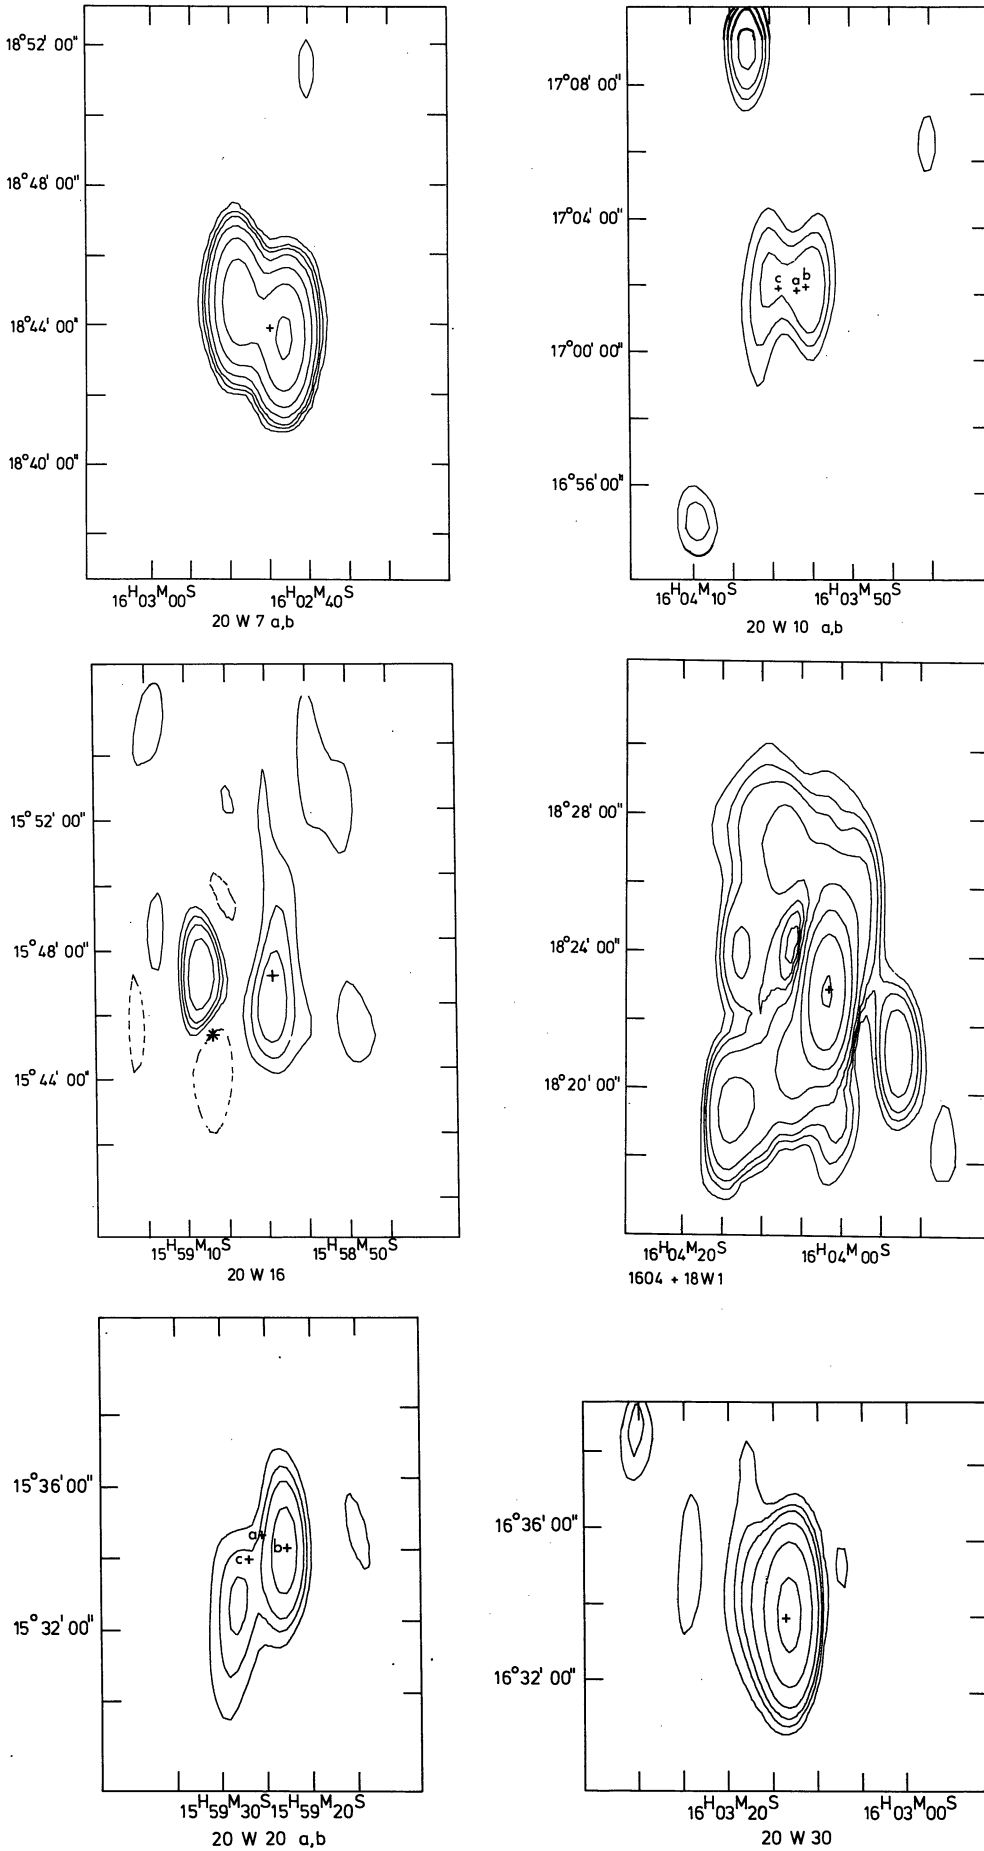 18° 52' 00"
18° 48' 00"
18° 44' 00"
18° 40' 00"
+
16H03M00S 16H02M40S
20 W 7 a,b
17° 08' 00"
17° 04' 00"
17° 00' 00"
16° 56' 00"
c a b
+ + +
16H04M10S 16H03M50S
20 W 10 a,b
15° 52' 00"
15° 48' 00"
15° 44' 00"
+
*
15H59M10S 15H58M50S
20 W 16
18° 28' 00"
18° 24' 00"
18° 20' 00"
+
16H04M20S 16H04M00S
1604 + 18W1
15° 36' 00"
15° 32' 00"
a+
b+
c+
15H59M30S 15H59M20S
20 W 20 a,b
16° 36' 00"
16° 32' 00"
+
16H03M20S 16H03M00S
20 W 30